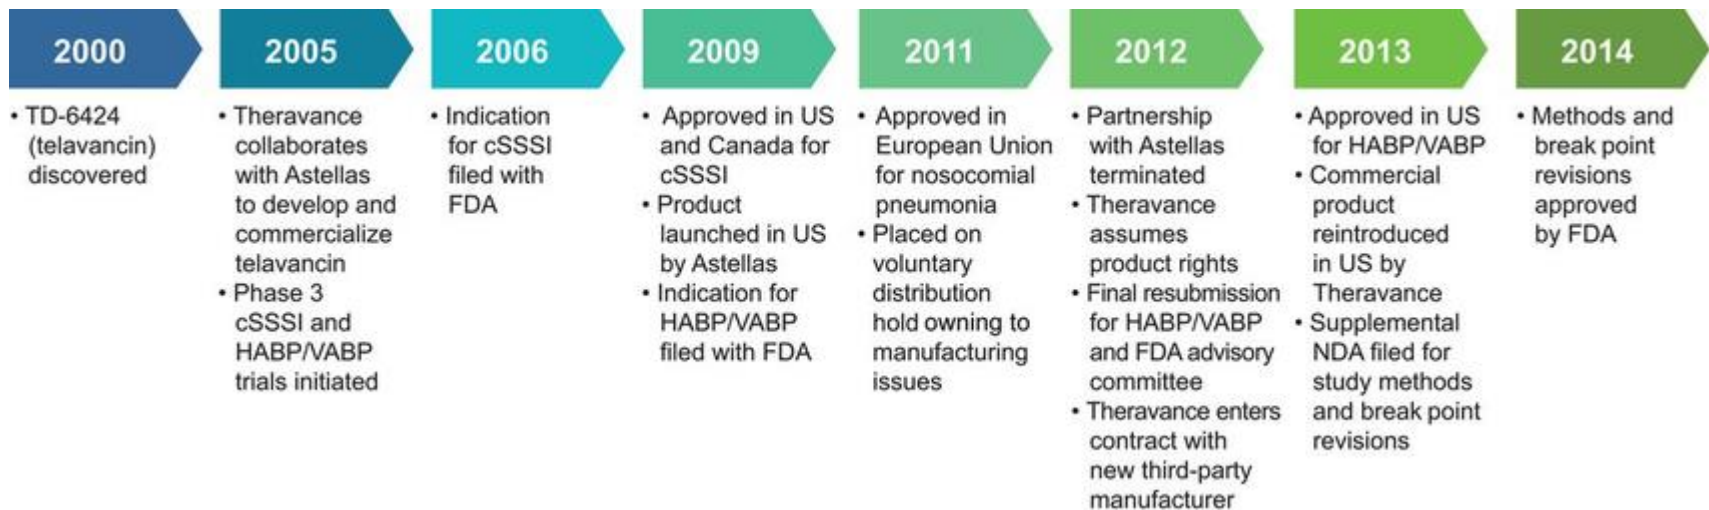 2000
• TD-6424
(telavancin)
discovered
2005
• Theravance
collaborates
with Astellas
to develop and
commercialize
telavancin
• Phase 3
cSSSI and
HABP/VABP
trials initiated
2006
• Indication
for cSSSI
filed with
FDA
2009
• Approved in US
and Canada for
cSSSI
• Product
launched in US
by Astellas
• Indication for
HABP/VABP
filed with FDA
2011
• Approved in
European Union
for nosocomial
pneumonia
• Placed on
voluntary
distribution
hold owning to
manufacturing
issues
2012
• Partnership
with Astellas
terminated
• Theravance
assumes
product rights
• Final resubmission
for HABP/VABP
and FDA advisory
committee
• Theravance enters
contract with
new third-party
manufacturer
2013
• Approved in US
for HABP/VABP
• Commercial
product
reintroduced
in US by
Theravance
• Supplemental
NDA filed for
study methods
and break point
revisions
2014
• Methods and
break point
revisions
approved
by FDA